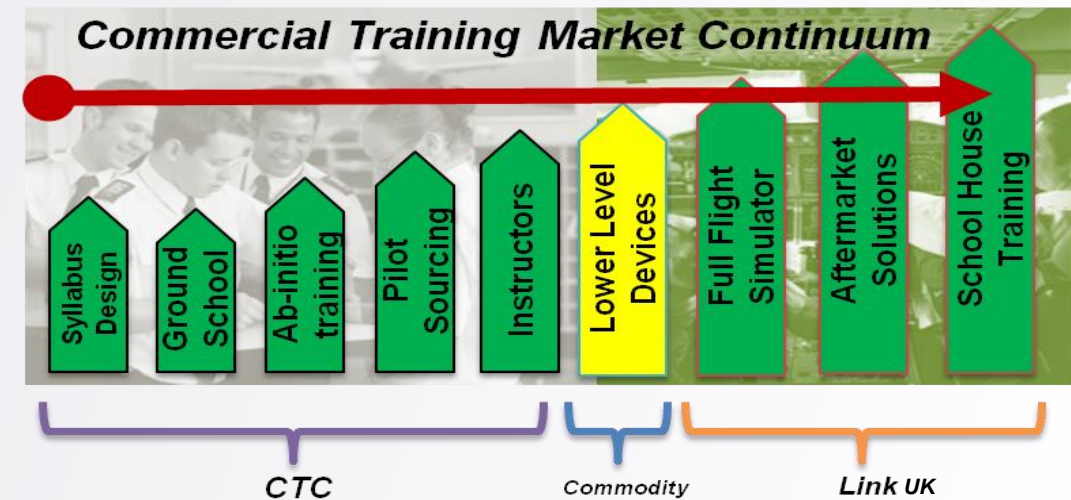 Commercial Training Market Continuum
Syllabus
Design
Ground
School
Ab-initio
training
Pilot
Sourcing
Instructors
Lower Level
Devices
Full Flight
Simulator
Aftermarket
Solutions
School House
Training
CTC
Commodity
Link UK